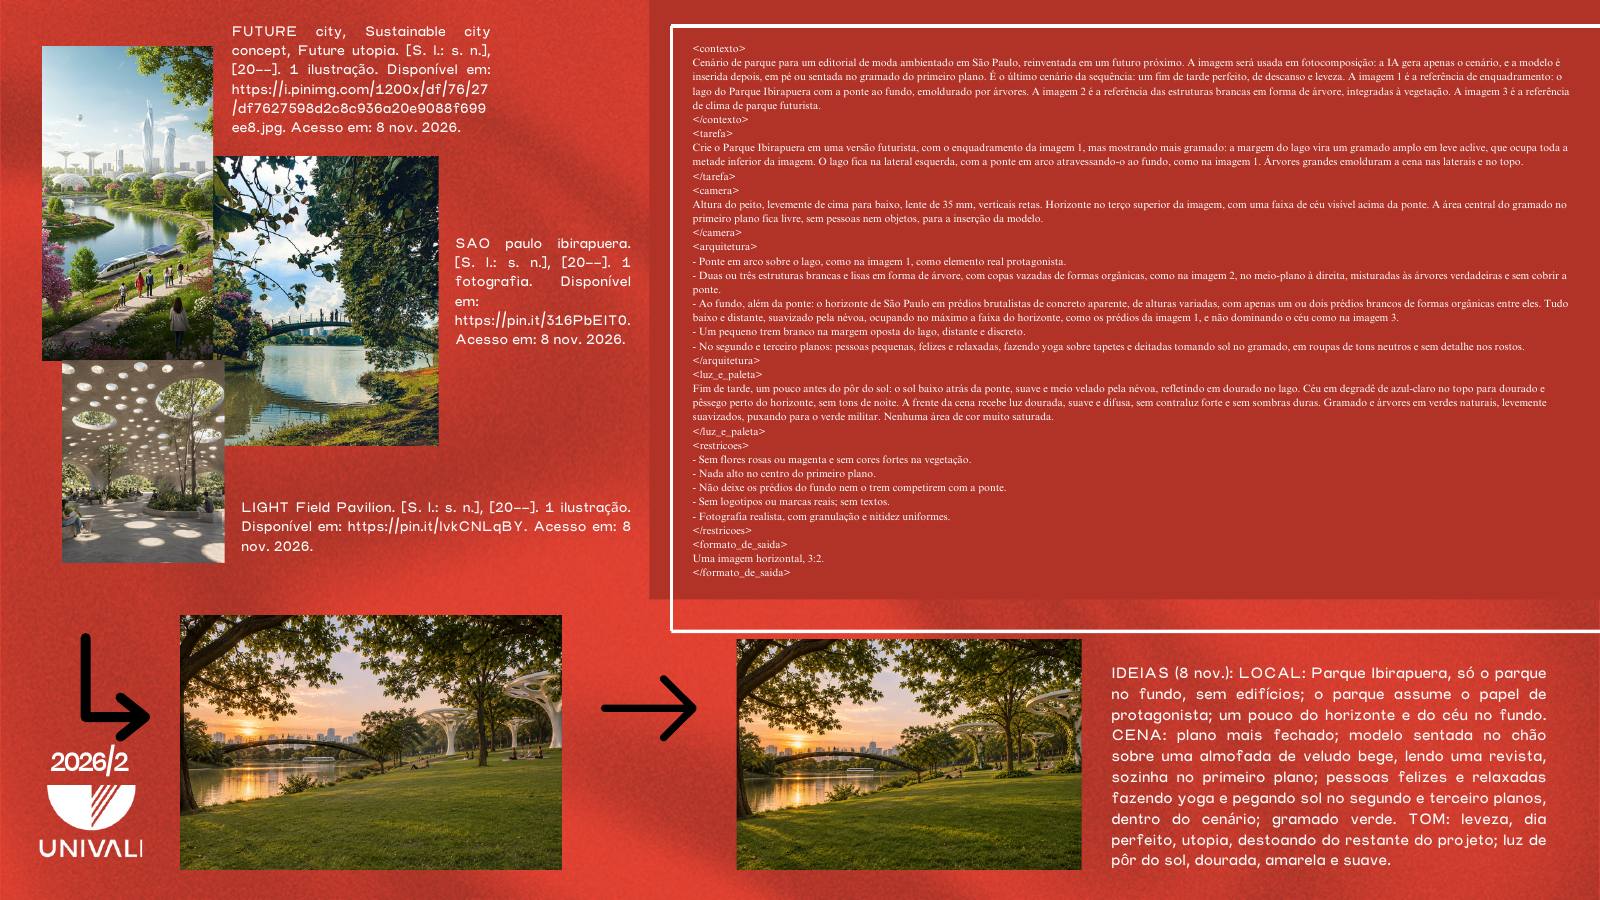 FUTURE city, Sustainable city
concept, Future utopia. [S. l.: s. n.],
[20--]. 1 ilustração. Disponível em:
https://i.pinimg.com/1200x/df/76/27
/df7627598d2c8c936a20e9088f699
ee8.jpg. Acesso em: 8 nov. 2026.
SAO paulo ibirapuera.
[S. l.: s. n.], [20--]. 1
fotografia. Disponível
em:
https://pin.it/316PbEIT0.
Acesso em: 8 nov. 2026.
LIGHT Field Pavilion. [S. l.: s. n.], [20--]. 1 ilustração.
Disponível em: https://pin.it/IvkCNLqBY. Acesso em: 8
nov. 2026.
<contexto>
Cenário de parque para um editorial de moda ambientado em São Paulo, reinventada em um futuro próximo. A imagem será usada em fotocomposição: a IA gera apenas o cenário, e a modelo é
inserida depois, em pé ou sentada no gramado do primeiro plano. É o último cenário da sequência: um fim de tarde perfeito, de descanso e leveza. A imagem 1 é a referência de enquadramento: o
lago do Parque Ibirapuera com a ponte ao fundo, emoldurado por árvores. A imagem 2 é a referência das estruturas brancas em forma de árvore, integradas à vegetação. A imagem 3 é a referência
de clima de parque futurista.
</contexto>
<tarefa>
Crie o Parque Ibirapuera em uma versão futurista, com o enquadramento da imagem 1, mas mostrando mais gramado: a margem do lago vira um gramado amplo em leve aclive, que ocupa toda a
metade inferior da imagem. O lago fica na lateral esquerda, com a ponte em arco atravessando-o ao fundo, como na imagem 1. Árvores grandes emolduram a cena nas laterais e no topo.
</tarefa>
<camera>
Altura do peito, levemente de cima para baixo, lente de 35 mm, verticais retas. Horizonte no terço superior da imagem, com uma faixa de céu visível acima da ponte. A área central do gramado no
primeiro plano fica livre, sem pessoas nem objetos, para a inserção da modelo.
</camera>
<arquitetura>
- Ponte em arco sobre o lago, como na imagem 1, como elemento real protagonista.
- Duas ou três estruturas brancas e lisas em forma de árvore, com copas vazadas de formas orgânicas, como na imagem 2, no meio-plano à direita, misturadas às árvores verdadeiras e sem cobrir a
ponte.
- Ao fundo, além da ponte: o horizonte de São Paulo em prédios brutalistas de concreto aparente, de alturas variadas, com apenas um ou dois prédios brancos de formas orgânicas entre eles. Tudo
baixo e distante, suavizado pela névoa, ocupando no máximo a faixa do horizonte, como os prédios da imagem 1, e não dominando o céu como na imagem 3.
- Um pequeno trem branco na margem oposta do lago, distante e discreto.
- No segundo e terceiro planos: pessoas pequenas, felizes e relaxadas, fazendo yoga sobre tapetes e deitadas tomando sol no gramado, em roupas de tons neutros e sem detalhe nos rostos.
</arquitetura>
<luz_e_paleta>
Fim de tarde, um pouco antes do pôr do sol: o sol baixo atrás da ponte, suave e meio velado pela névoa, refletindo em dourado no lago. Céu em degradê de azul-claro no topo para dourado e
pêssego perto do horizonte, sem tons de noite. A frente da cena recebe luz dourada, suave e difusa, sem contraluz forte e sem sombras duras. Gramado e árvores em verdes naturais, levemente
suavizados, puxando para o verde militar. Nenhuma área de cor muito saturada.
</luz_e_paleta>
<restricoes>
- Sem flores rosas ou magenta e sem cores fortes na vegetação.
- Nada alto no centro do primeiro plano.
- Não deixe os prédios do fundo nem o trem competirem com a ponte.
- Sem logotipos ou marcas reais; sem textos.
- Fotografia realista, com granulação e nitidez uniformes.
</restricoes>
<formato_de_saida>
Uma imagem horizontal, 3:2.
</formato_de_saida>
2026/2
UNIVALI
IDEIAS (8 nov.): LOCAL: Parque Ibirapuera, só o parque
no fundo, sem edifícios; o parque assume o papel de
protagonista; um pouco do horizonte e do céu no fundo.
CENA: plano mais fechado; modelo sentada no chão
sobre uma almofada de veludo bege, lendo uma revista,
sozinha no primeiro plano; pessoas felizes e relaxadas
fazendo yoga e pegando sol no segundo e terceiro planos,
dentro do cenário; gramado verde. TOM: leveza, dia
perfeito, utopia, destoando do restante do projeto; luz de
pôr do sol, dourada, amarela e suave.